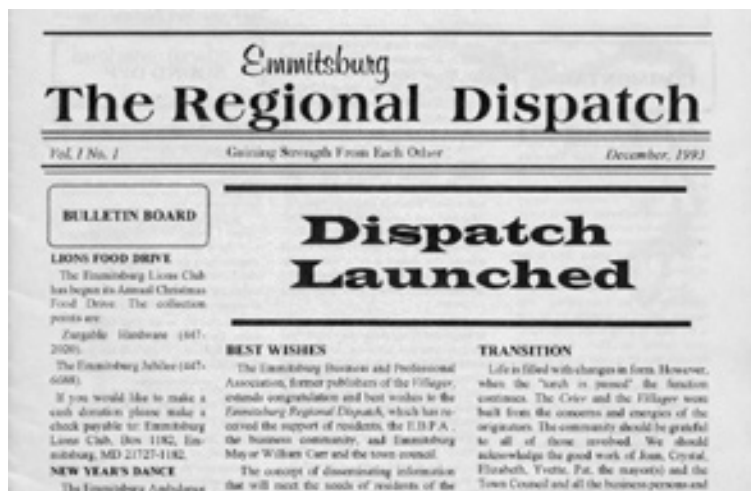 Emmitsburg
The Regional Dispatch
Vol. I No. 1 Gaining Strength From Each Other December, 1993
BULLETIN BOARD
LIONS FOOD DRIVE
The Emmitsburg Lions Club
has begun its Annual Christmas
Food Drive. The collection
points are:
Zurgable Hardware (447-
2020).
The Emmitsburg Jubilee (447-
6688).
If you would like to make a
cash donation please make a
check payable to: Emmitsburg
Lions Club, Box 1182, Em-
mitsburg, MD 21727-1182.
NEW YEAR'S DANCE
The Emmitsburg Ambulance
Dispatch
Launched
BEST WISHES
The Emmitsburg Business and Professional
Association, former publishers of the Villager,
extends congratulation and best wishes to the
Emmitsburg Regional Dispatch, which has re-
ceived the support of residents, the E.B.P.A.,
the business community, and Emmitsburg
Mayor William Carr and the town council.
The concept of disseminating information
that will meet the needs of residents of the
TRANSITION
Life is filled with changes in form. However,
when the "torch is passed" the function
continues. The Crier and the Villager were
built from the concerns and energies of the
originators. The community should be grateful
to all of those involved. We should
acknowledge the good work of Joan, Crystal,
Elizabeth, Yvette, Pat, the mayor(s) and the
Town Council and all the business persons and